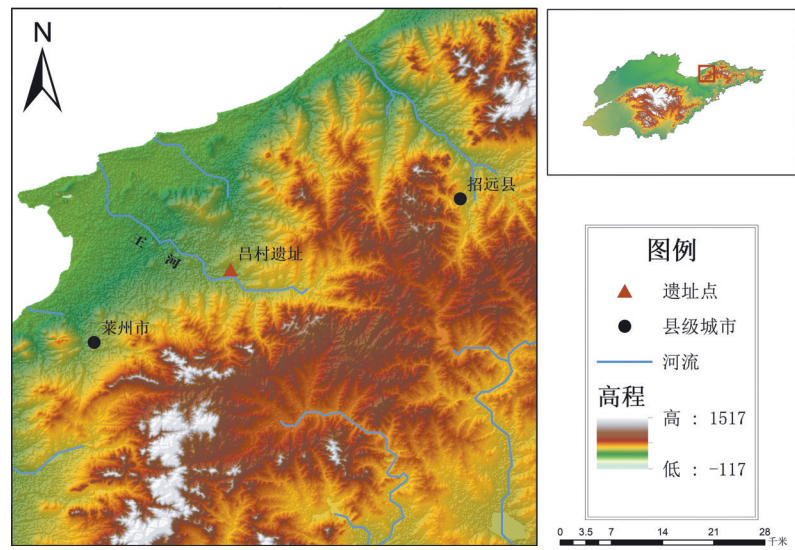 N
招远县
王河
吕村遗址
莱州市
图例
遗址点
县级城市
河流
高程
高 : 1517
低 : -117
0 3.5 7 14 21 28
千米